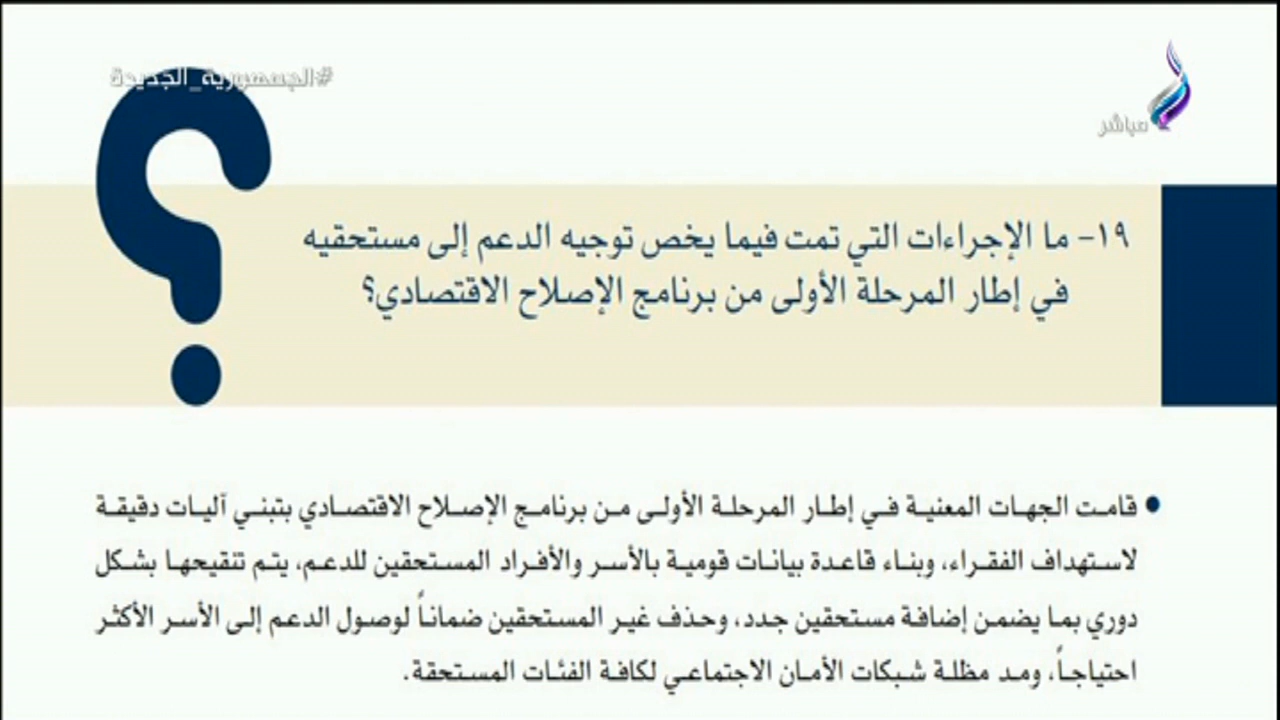 #الجمهورية_الجديدة
مباشر
١٩- ما الإجراءات التي تمت فيما يخص توجيه الدعم إلى مستحقيه
في إطار المرحلة الأولى من برنامج الإصلاح الاقتصادي؟
قامت الجهات المعنية في إطار المرحلة الأولى من برنامج الإصلاح الاقتصادي بتبني آليات دقيقة
لاستهداف الفقراء، وبناء قاعدة بيانات قومية بالأسر والأفراد المستحقين للدعم، يتم تنقيحها بشكل
دوري بما يضمن إضافة مستحقين جدد، وحذف غير المستحقين ضماناً لوصول الدعم إلى الأسر الأكثر
احتياجاً، ومد مظلة شبكات الأمان الاجتماعي لكافة الفئات المستحقة.